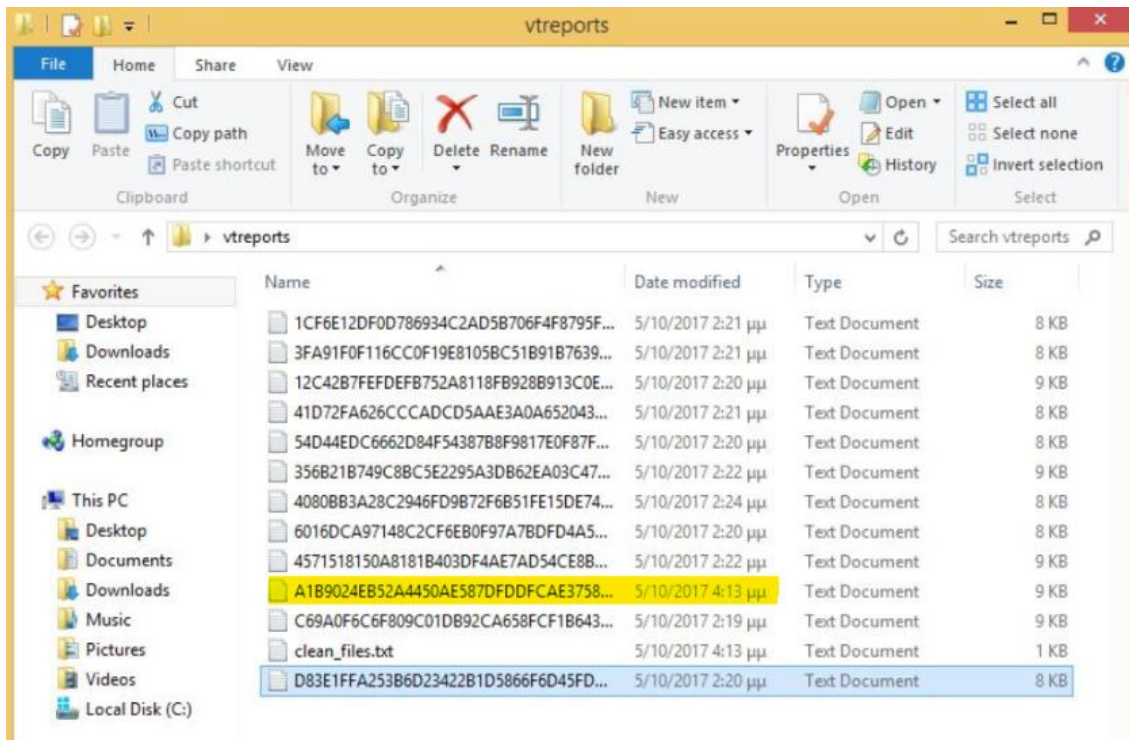 vtreports
File Home Share View
Copy
Paste
Cut
Copy path
Paste shortcut
Clipboard
Move to
Copy to
Delete
Rename
Organize
New folder
New item
Easy access
New
Properties
Open
Edit
History
Open
Select all
Select none
Invert selection
Select
vtreports
Search vtreports
Favorites
Desktop
Downloads
Recent places
Homegroup
This PC
Desktop
Documents
Downloads
Music
Pictures
Videos
Local Disk (C:)
Name Date modified Type Size
1CF6E12DF0D786934C2AD5B706F4F8795F... 5/10/2017 2:21 μμ Text Document 8 KB
3FA91F0F116CC0F19E8105BC51B91B7639... 5/10/2017 2:21 μμ Text Document 8 KB
12C42B7FEFDEFB752A8118FB928B913C0E... 5/10/2017 2:20 μμ Text Document 9 KB
41D72FA626CCCADCD5AAE3A0A652043... 5/10/2017 2:21 μμ Text Document 8 KB
54D44EDC6662D84F54387B8F9817E0F87F... 5/10/2017 2:20 μμ Text Document 8 KB
356B21B749C8BC5E2295A3DB62EA03C47... 5/10/2017 2:22 μμ Text Document 9 KB
4080BB3A28C2946FD9B72F6B51FE15DE74... 5/10/2017 2:24 μμ Text Document 8 KB
6016DCA97148C2CF6EB0F97A7BDFD4A5... 5/10/2017 2:20 μμ Text Document 8 KB
4571518150A8181B403DF4AE7AD54CE8B... 5/10/2017 2:22 μμ Text Document 9 KB
A1B9024EB52A4450AE587DFDDFCAE3758... 5/10/2017 4:13 μμ Text Document 9 KB
C69A0F6C6F809C01DB92CA658FCF1B643... 5/10/2017 2:19 μμ Text Document 9 KB
clean_files.txt 5/10/2017 4:13 μμ Text Document 1 KB
D83E1FFA253B6D23422B1D5866F6D45FD... 5/10/2017 2:20 μμ Text Document 8 KB